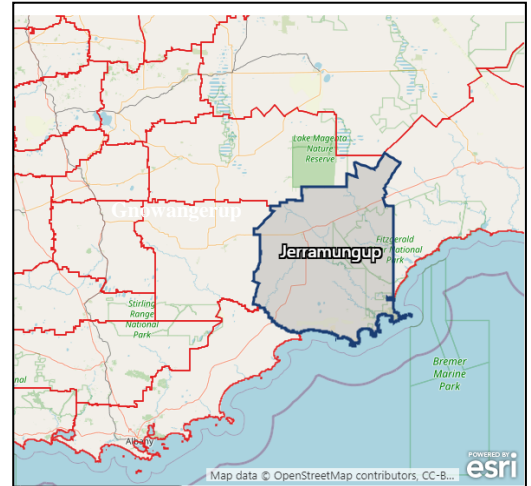 Lake Magenta
Nature
Reserve
Gnowangerup
Jerramungup
Fitzgerald
River National
Park
Stirling
Range
National
Park
Bremer
Marine
Park
nal
Albany
POWERED BY
esri
Map data © OpenStreetMap contributors, CC-B...